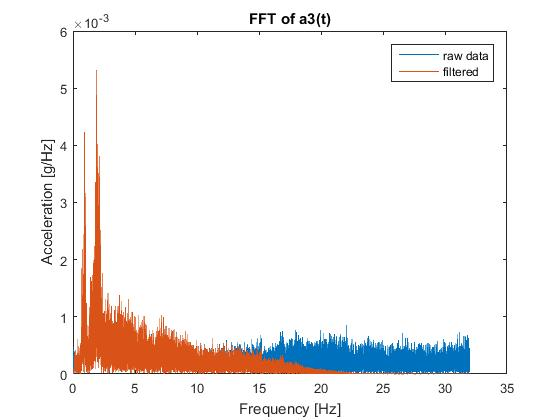 FFT of a3(t)
×10⁻³
6
5
4
3
2
1
0
Acceleration [g/Hz]
raw data
filtered
0 5 10 15 20 25 30 35
Frequency [Hz]